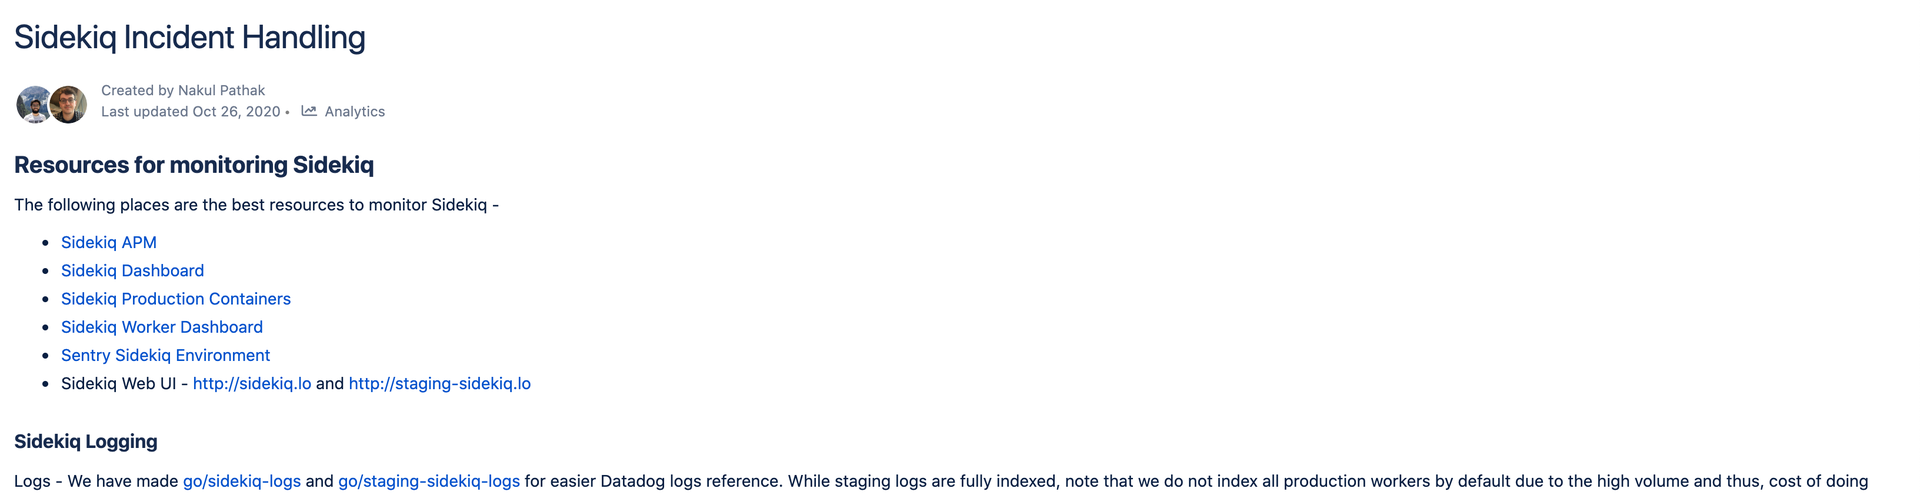 Sidekiq Incident Handling
Created by Nakul Pathak
Last updated Oct 26, 2020 • Analytics
Resources for monitoring Sidekiq
The following places are the best resources to monitor Sidekiq -
• Sidekiq APM
• Sidekiq Dashboard
• Sidekiq Production Containers
• Sidekiq Worker Dashboard
• Sentry Sidekiq Environment
• Sidekiq Web UI - http://sidekiq.lo and http://staging-sidekiq.lo
Sidekiq Logging
Logs - We have made go/sidekiq-logs and go/staging-sidekiq-logs for easier Datadog logs reference. While staging logs are fully indexed, note that we do not index all production workers by default due to the high volume and thus, cost of doing